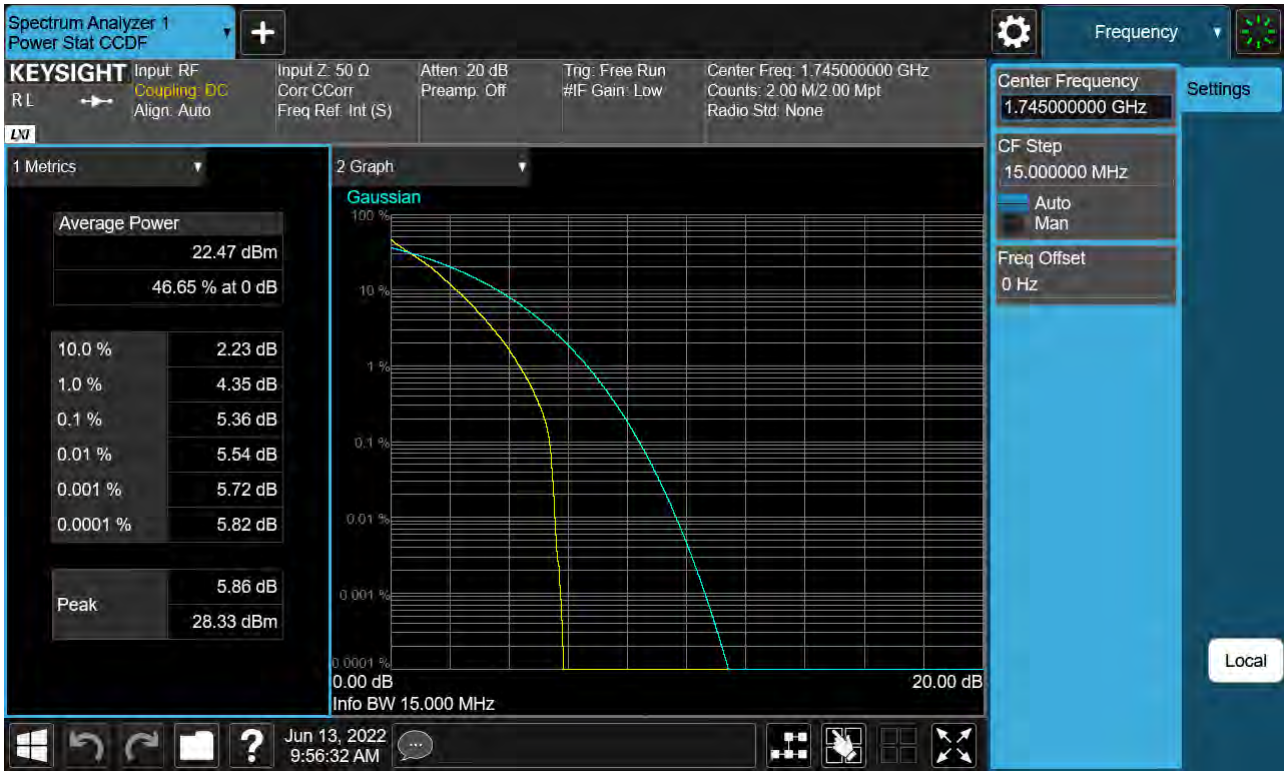 Spectrum Analyzer 1
Power Stat CCDF
+
Frequency
KEYSIGHT
RL
LXI
Input: RF
Coupling: DC
Align: Auto
Input Z: 50 Ω
Corr CCorr
Freq Ref: Int (S)
Atten: 20 dB
Preamp: Off
Trig: Free Run
#IF Gain: Low
Center Freq: 1.745000000 GHz
Counts: 2.00 M/2.00 Mpt
Radio Std: None
Center Frequency
1.745000000 GHz
Settings
CF Step
15.000000 MHz
Auto
Man
Freq Offset
0 Hz
Local
1 Metrics
Average Power
22.47 dBm
46.65 % at 0 dB
10.0 % 2.23 dB
1.0 % 4.35 dB
0.1 % 5.36 dB
0.01 % 5.54 dB
0.001 % 5.72 dB
0.0001 % 5.82 dB
Peak
5.86 dB
28.33 dBm
2 Graph
Gaussian
100 %
10 %
1 %
0.1 %
0.01 %
0.001 %
0.0001 %
0.00 dB 20.00 dB
Info BW 15.000 MHz
?
Jun 13, 2022
9:56:32 AM